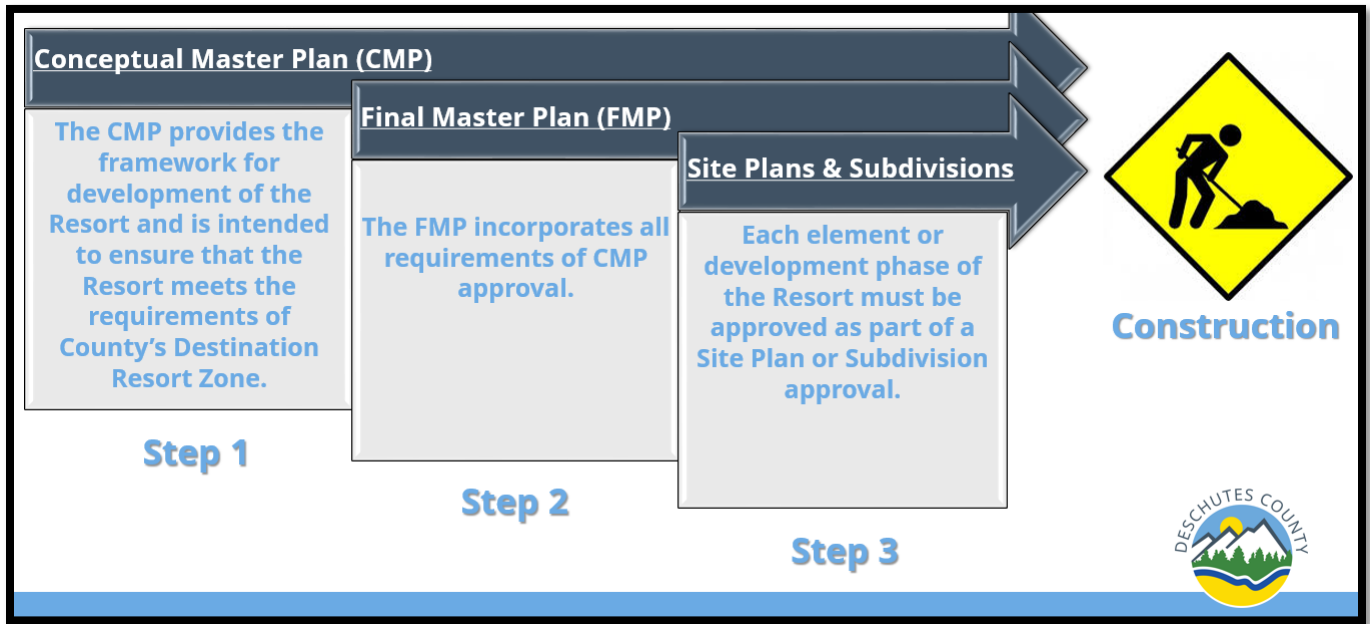 Conceptual Master Plan (CMP)
The CMP provides the
framework for
development of the
Resort and is intended
to ensure that the
Resort meets the
requirements of
County’s Destination
Resort Zone.
Step 1
Final Master Plan (FMP)
The FMP incorporates all
requirements of CMP
approval.
Step 2
Site Plans & Subdivisions
Each element or
development phase of
the Resort must be
approved as part of a
Site Plan or Subdivision
approval.
Step 3
Construction
DESCHUTES COUNTY